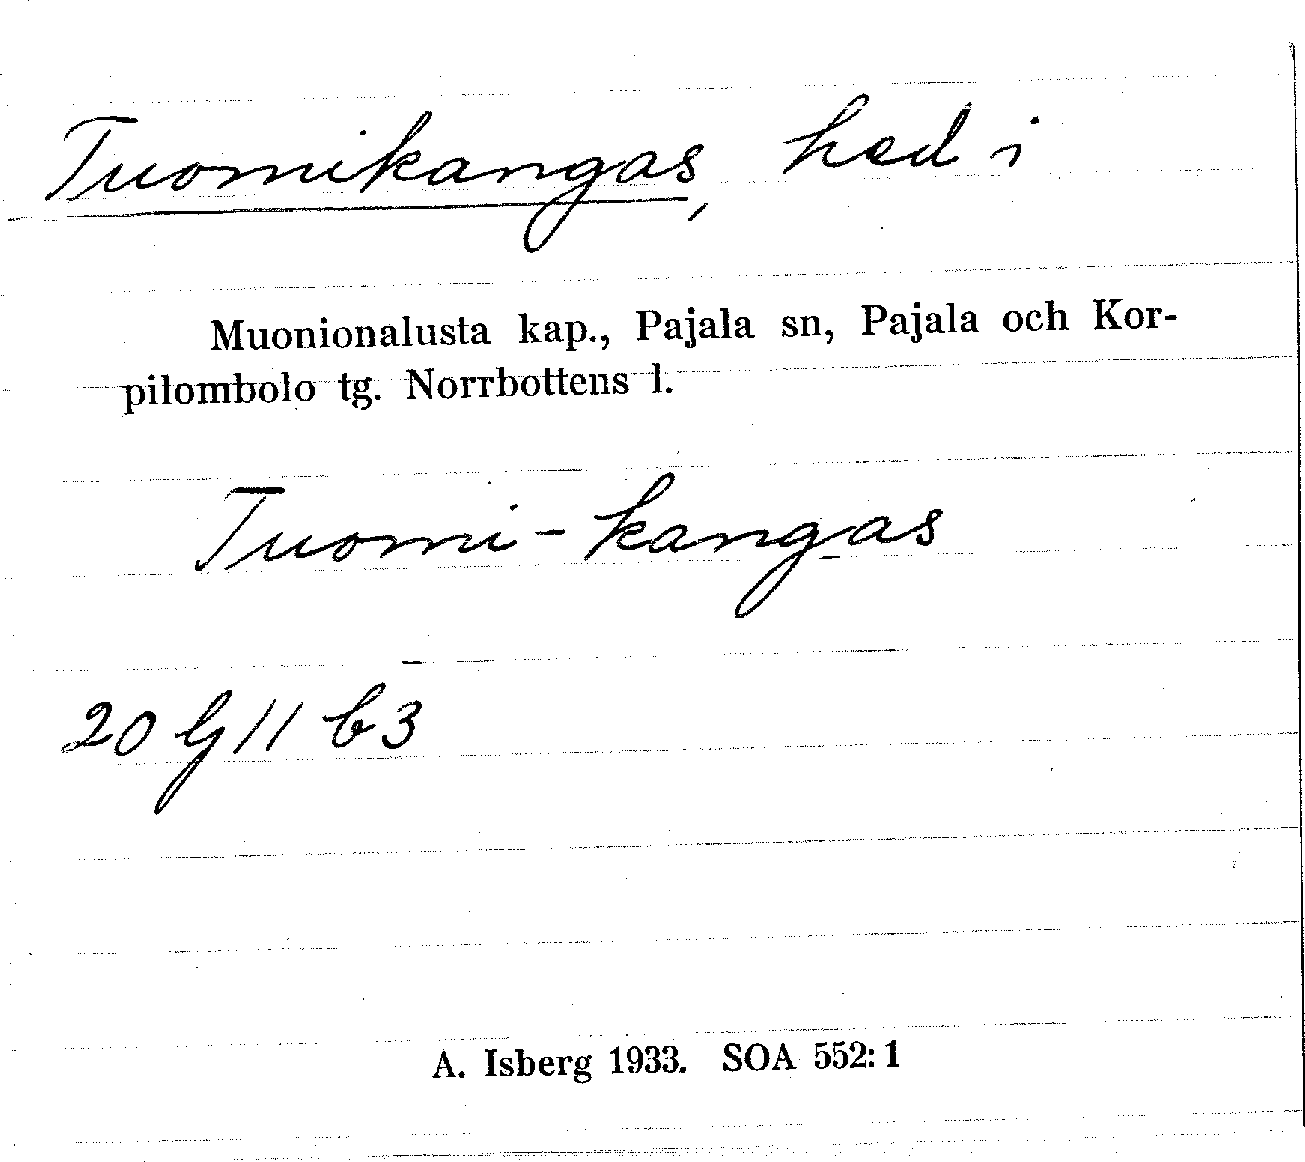 Tuomikangas, hed i
Muonionalusta kap., Pajala sn, Pajala och Kor-
pilombolo tg. Norrbottens l.
Tuomi-kangas
20 G 11 b 3
A. Isberg 1933. SOA 552:1